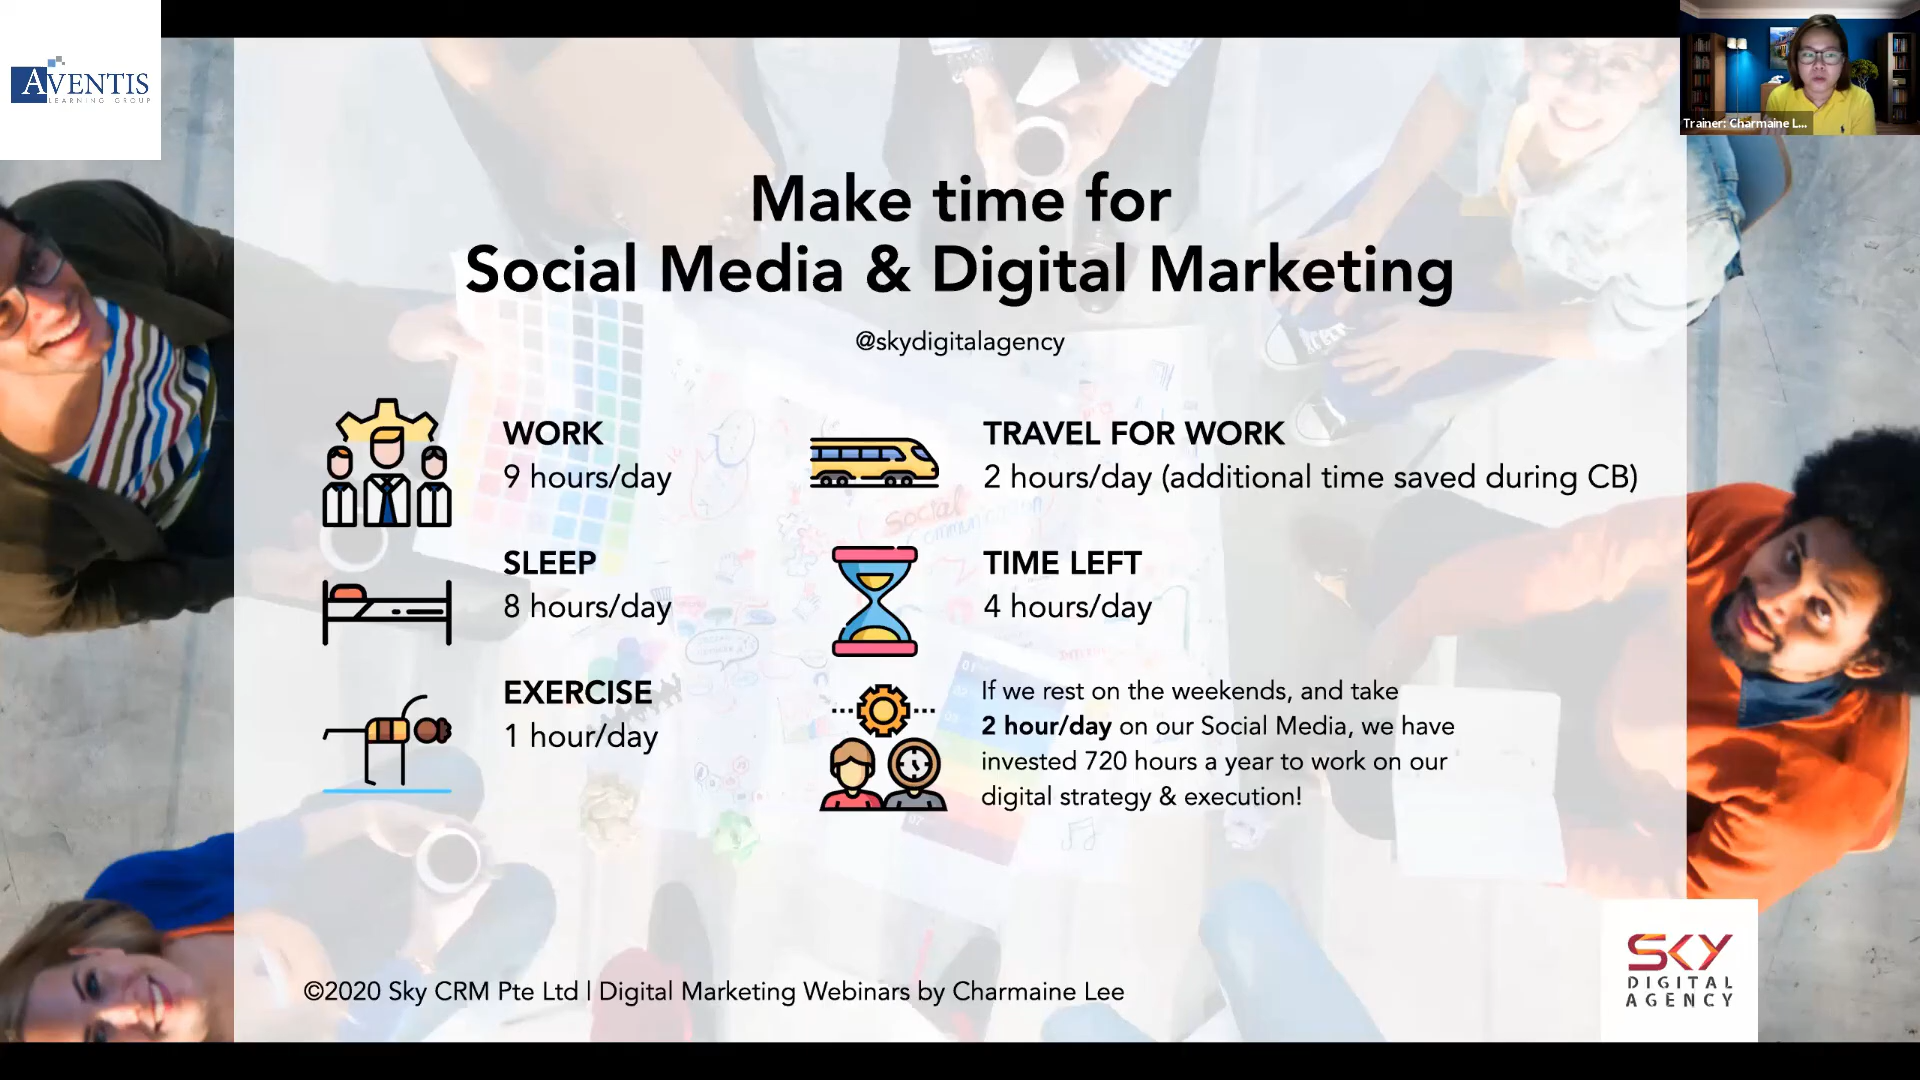 AVENTIS
LEARNING GROUP
Trainer: Charmaine L...
Make time for
Social Media & Digital Marketing
@skydigitalagency
WORK
9 hours/day
TRAVEL FOR WORK
2 hours/day (additional time saved during CB)
SLEEP
8 hours/day
TIME LEFT
4 hours/day
EXERCISE
1 hour/day
If we rest on the weekends, and take
2 hour/day on our Social Media, we have
invested 720 hours a year to work on our
digital strategy & execution!
Social
Communication
©2020 Sky CRM Pte Ltd | Digital Marketing Webinars by Charmaine Lee
SKY
DIGITAL
AGENCY